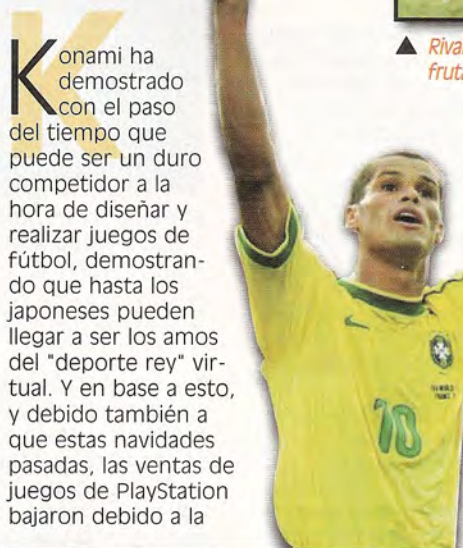 ▲ Rival
fruta
Konami ha
demostrado
con el paso
del tiempo que
puede ser un duro
competidor a la
hora de diseñar y
realizar juegos de
fútbol, demostran-
do que hasta los
japoneses pueden
llegar a ser los amos
del "deporte rey" vir-
tual. Y en base a esto,
y debido también a
que estas navidades
pasadas, las ventas de
juegos de PlayStation
bajaron debido a la
10